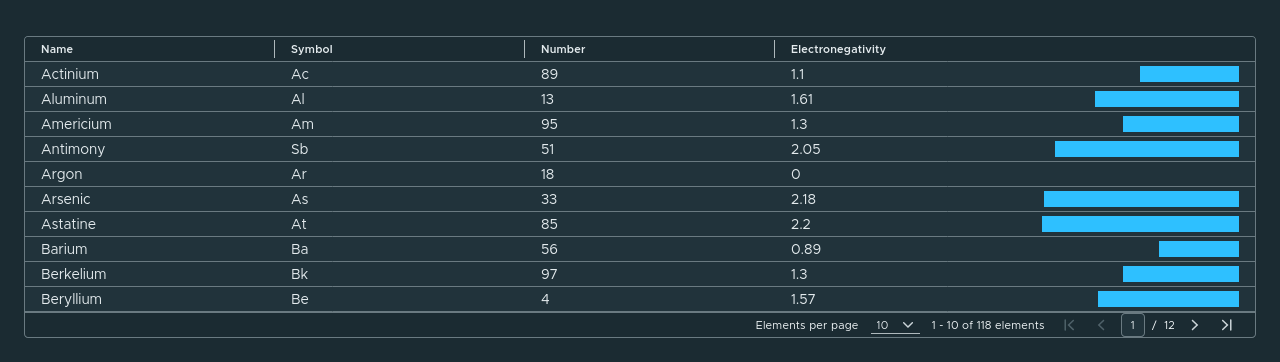 Name Symbol Number Electronegativity
Actinium Ac 89 1.1
Aluminum Al 13 1.61
Americium Am 95 1.3
Antimony Sb 51 2.05
Argon Ar 18 0
Arsenic As 33 2.18
Astatine At 85 2.2
Barium Ba 56 0.89
Berkelium Bk 97 1.3
Beryllium Be 4 1.57
Elements per page 10 1 - 10 of 118 elements 1 / 12